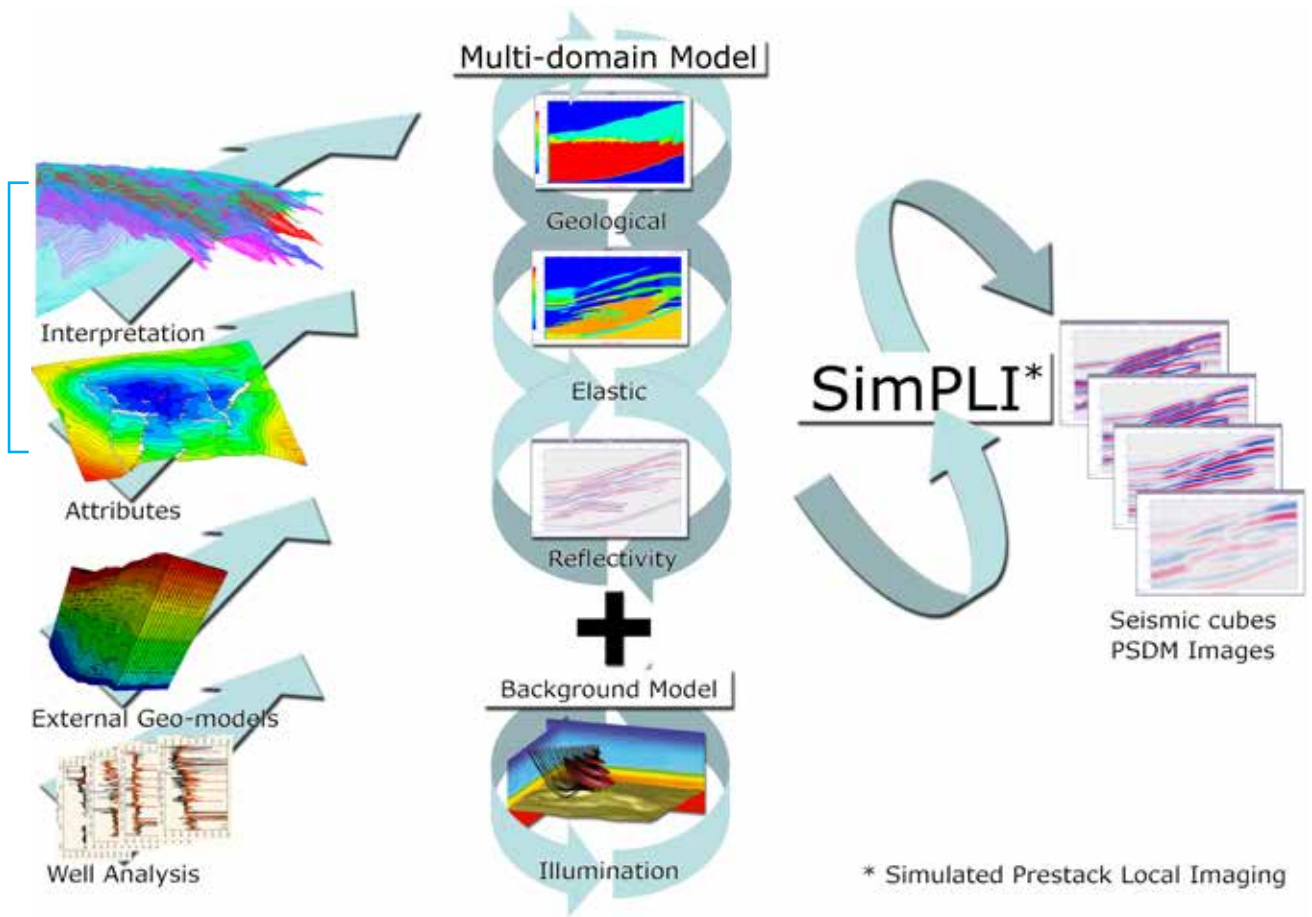 Multi-domain Model
Geological
Interpretation
Elastic
SimPLI*
Attributes
Reflectivity
Seismic cubes
PSDM Images
Background Model
External Geo-models
Illumination
Well Analysis
* Simulated Prestack Local Imaging